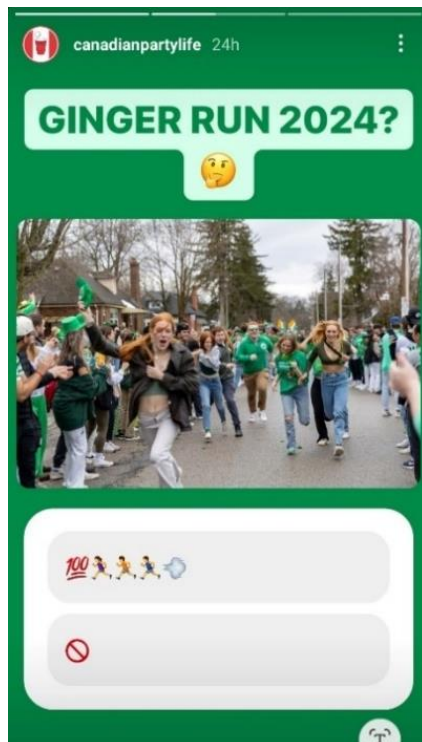 canadianpartylife 24h
GINGER RUN 2024?
🤔
💯🏃‍♀️🏃🏃‍♂️💨
🚫
T